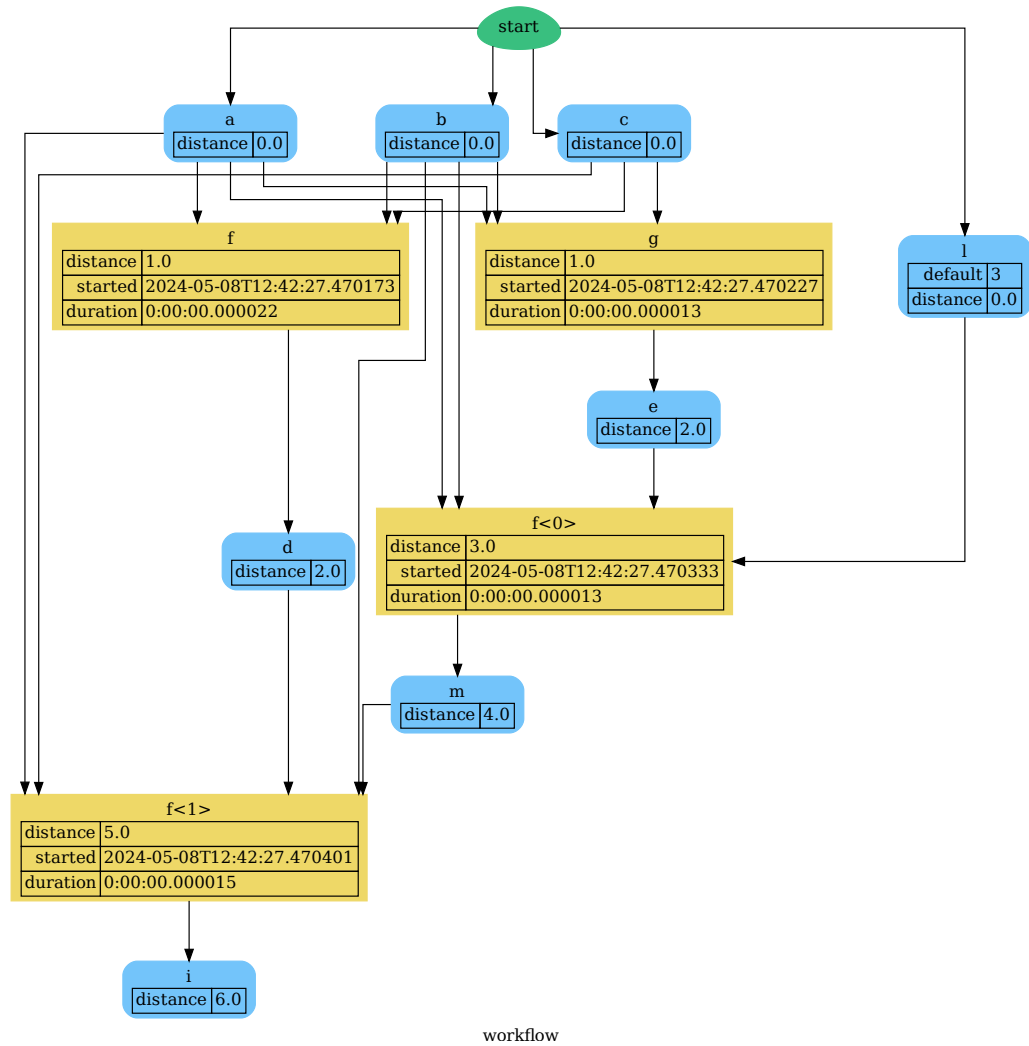 start
a
distance 0.0
b
distance 0.0
c
distance 0.0
f
distance 1.0
started 2024-05-08T12:42:27.470173
duration 0:00:00.000022
g
distance 1.0
started 2024-05-08T12:42:27.470227
duration 0:00:00.000013
l
default 3
distance 0.0
e
distance 2.0
f<0>
distance 3.0
started 2024-05-08T12:42:27.470333
duration 0:00:00.000013
d
distance 2.0
m
distance 4.0
f<1>
distance 5.0
started 2024-05-08T12:42:27.470401
duration 0:00:00.000015
i
distance 6.0
workflow